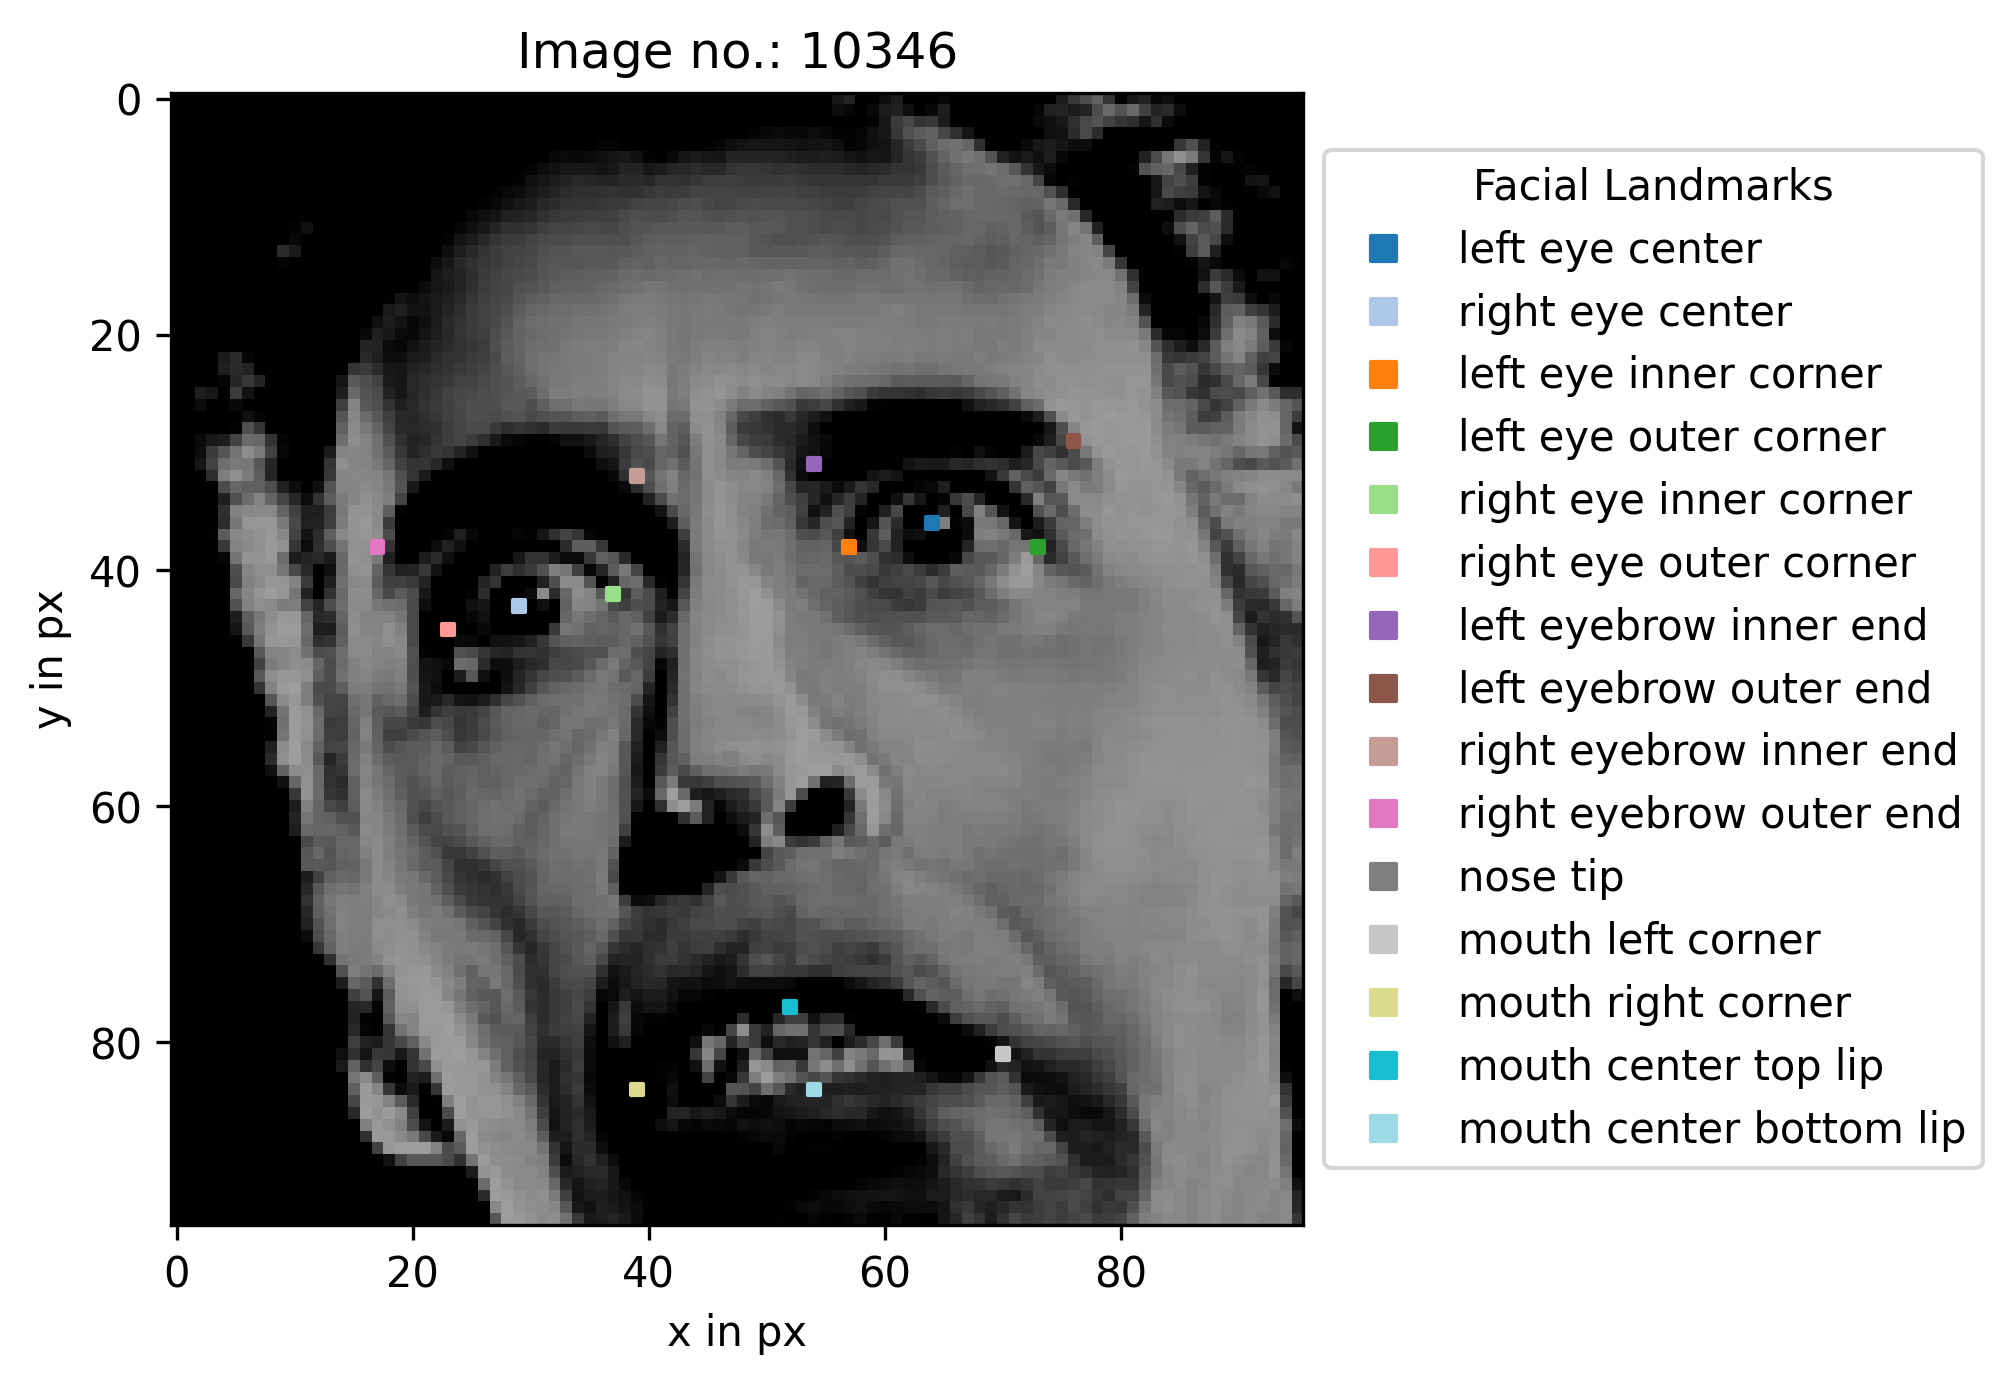 Image no.: 10346
0
20
40
60
80
y in px
0 20 40 60 80
x in px
Facial Landmarks
left eye center
right eye center
left eye inner corner
left eye outer corner
right eye inner corner
right eye outer corner
left eyebrow inner end
left eyebrow outer end
right eyebrow inner end
right eyebrow outer end
nose tip
mouth left corner
mouth right corner
mouth center top lip
mouth center bottom lip